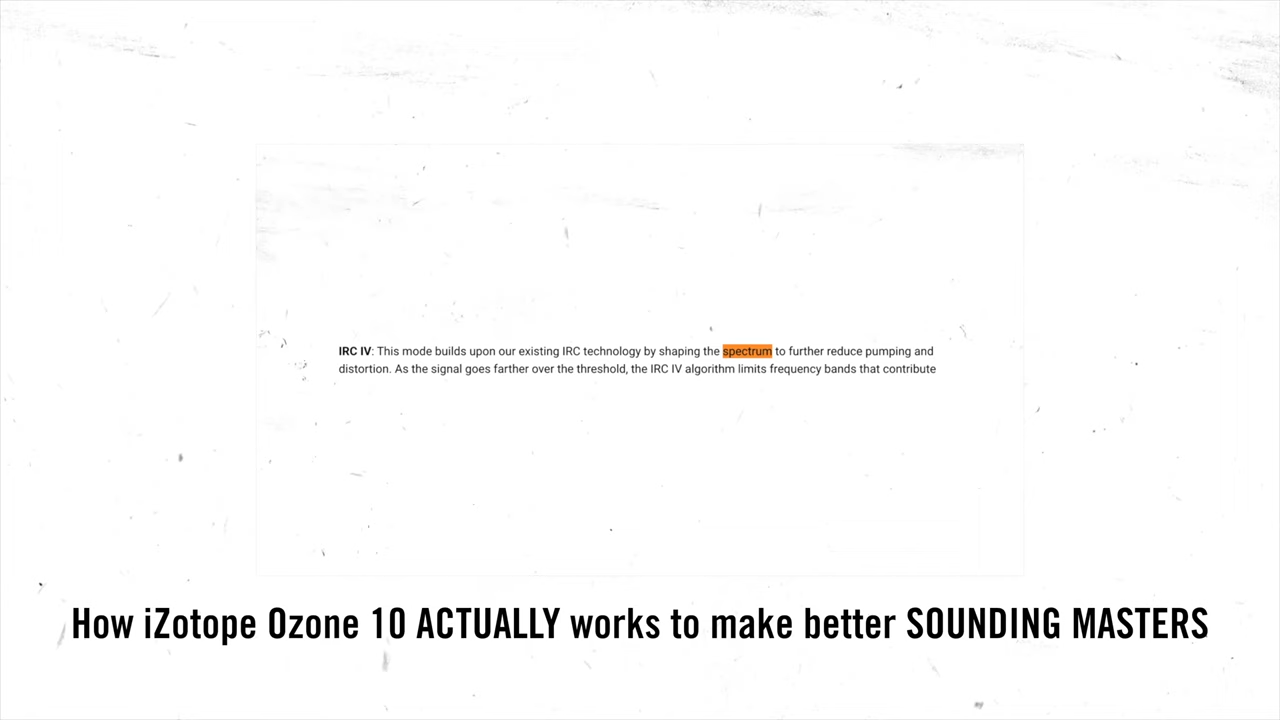 IRC IV: This mode builds upon our existing IRC technology by shaping the spectrum to further reduce pumping and
distortion. As the signal goes farther over the threshold, the IRC IV algorithm limits frequency bands that contribute
How iZotope Ozone 10 ACTUALLY works to make better SOUNDING MASTERS